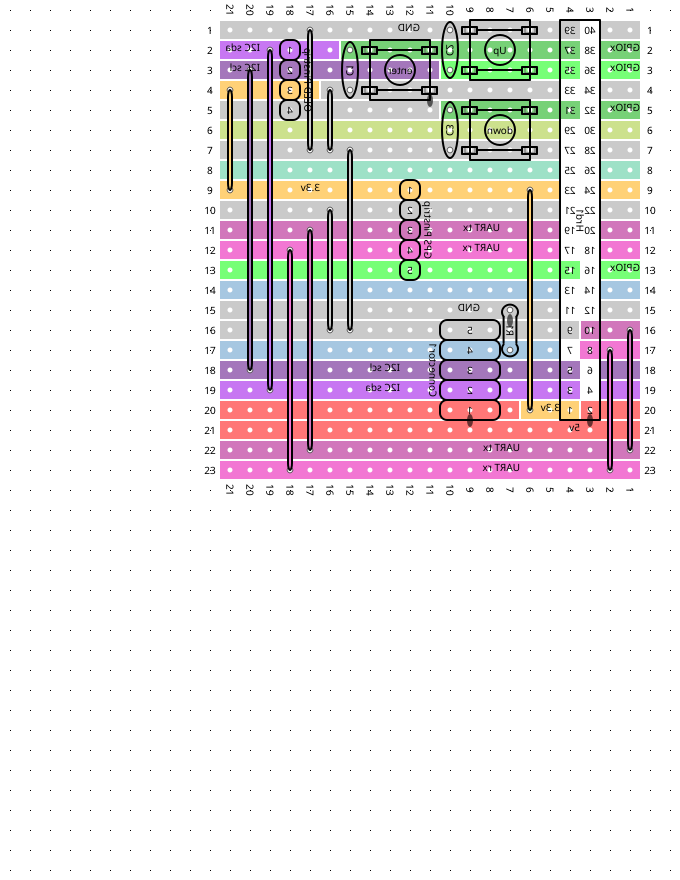 21 20 19 18 17 16 15 14 13 12 11 10 9 8 7 6 5 4 3 2 1
1 GND 39 40 1
2 I2C sda 1 Up 37 38 GPIOx 2
3 I2C scl 2 enter 35 36 GPIOx 3
4 3 33 34 4
5 4 31 32 GPIOx 5
6 down 29 30 6
7 27 28 7
8 25 26 8
9 3.3v 1 23 24 9
10 2 21 22 10
GPS Pinstrip
Hrd1
11 3 UART tx 19 20 11
12 4 UART rx 17 18 12
13 5 15 16 GPIOx 13
14 13 14 14
15 GND 11 12 15
16 5 9 10 16
17 4 7 8 17
Connector1
18 I2C scl 3 5 6 18
19 I2C sda 2 3 4 19
20 1 3.3v 1 2 20
21 5v 21
22 UART tx 22
23 UART rx 23
21 20 19 18 17 16 15 14 13 12 11 10 9 8 7 6 5 4 3 2 1